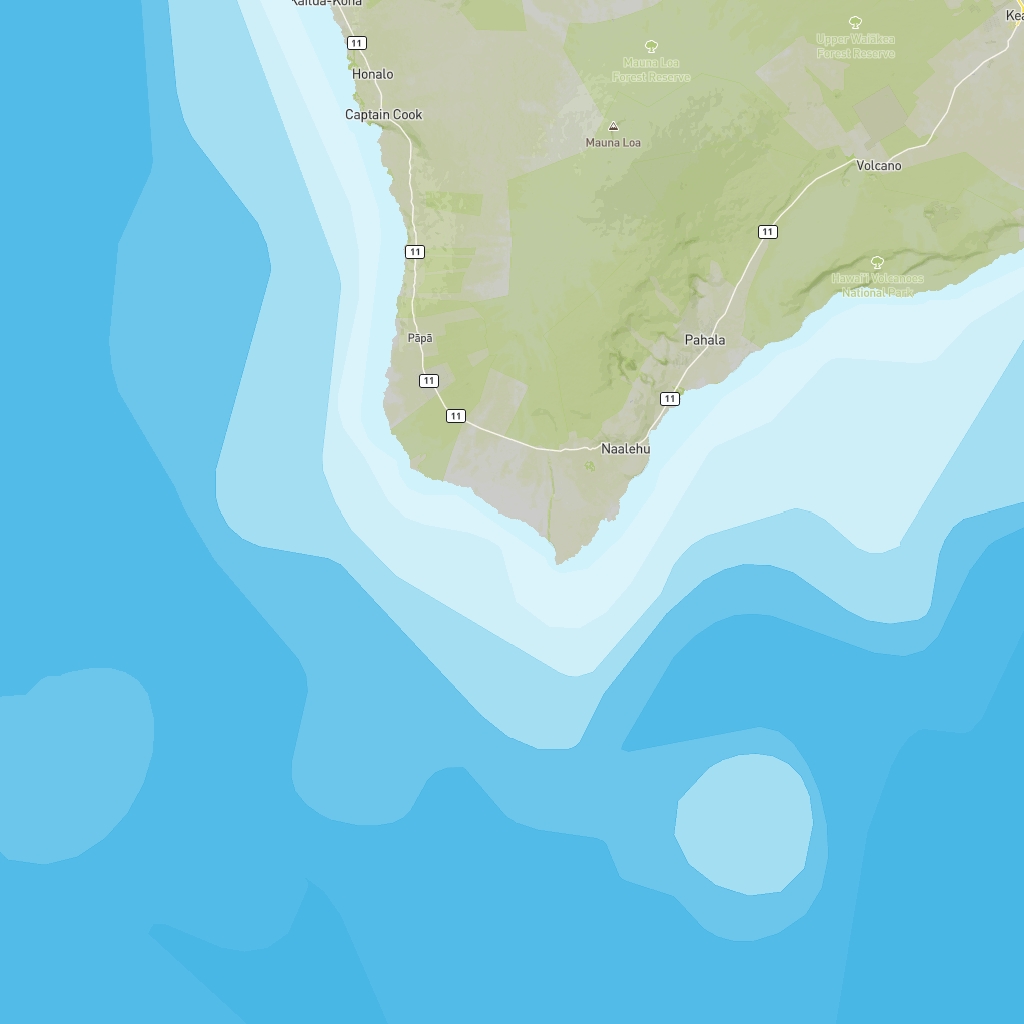 Kailua-Kona
Kea
Upper Waiākea
Forest Reserve
11
Mauna Loa
Forest Reserve
Honalo
Captain Cook
Mauna Loa
Volcano
11
11
Hawai'i Volcanoes
National Park
Pāpā
Pahala
11
11
11
Naalehu